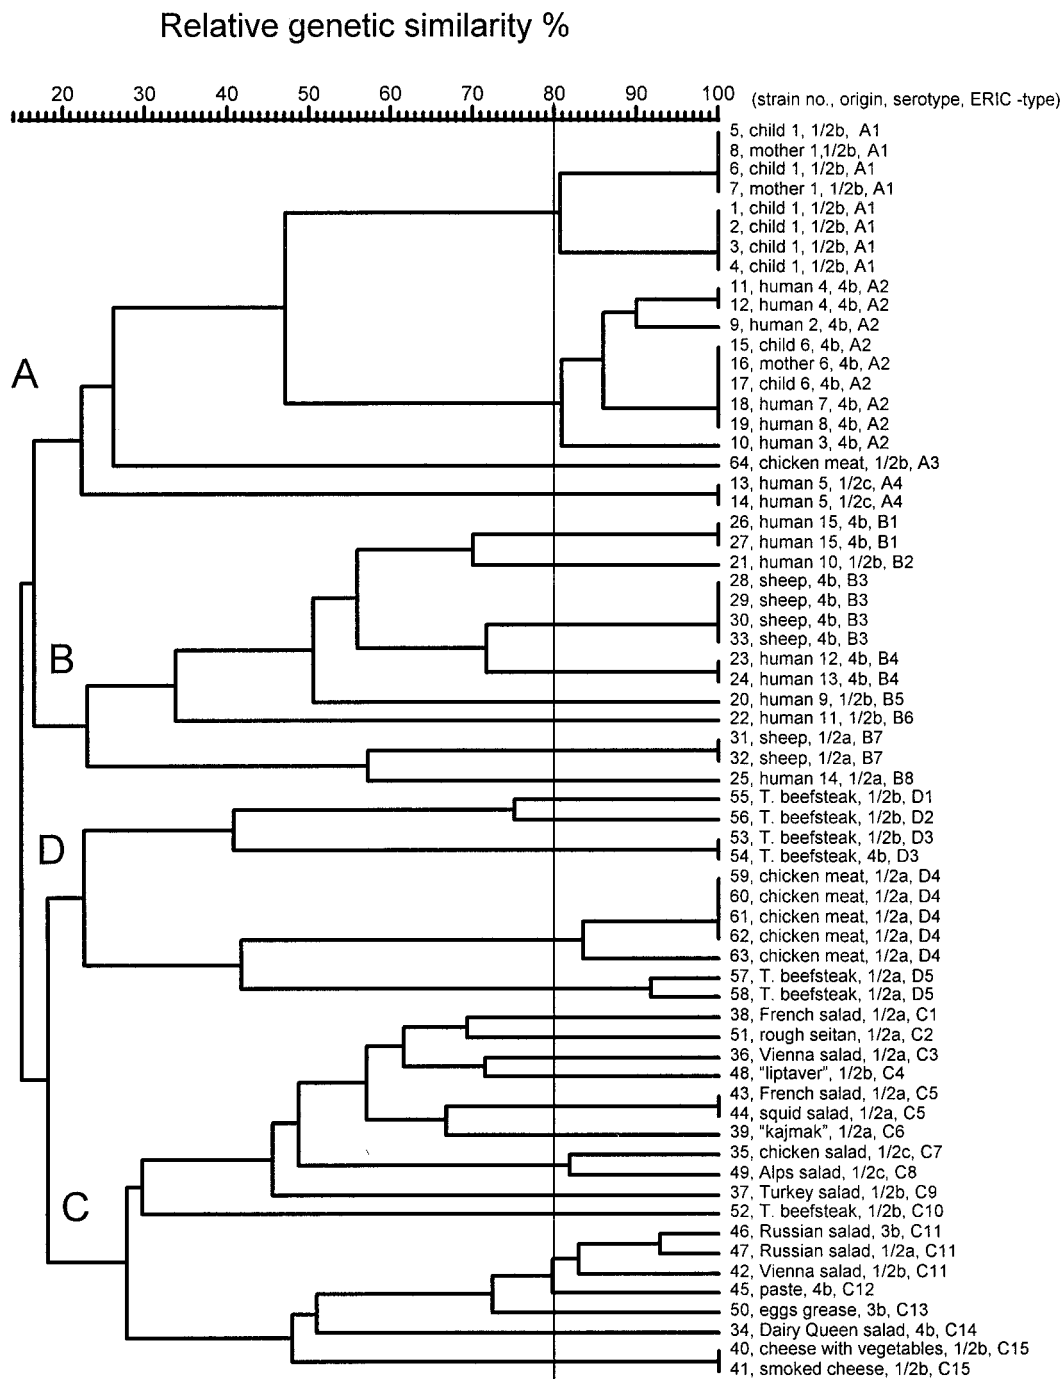 Relative genetic similarity %
20 30 40 50 60 70 80 90 100 (strain no., origin, serotype, ERIC -type)
5, child 1, 1/2b, A1
8, mother 1,1/2b, A1
6, child 1, 1/2b, A1
7, mother 1, 1/2b, A1
1, child 1, 1/2b, A1
2, child 1, 1/2b, A1
3, child 1, 1/2b, A1
4, child 1, 1/2b, A1
11, human 4, 4b, A2
12, human 4, 4b, A2
9, human 2, 4b, A2
15, child 6, 4b, A2
16, mother 6, 4b, A2
A
17, child 6, 4b, A2
18, human 7, 4b, A2
19, human 8, 4b, A2
10, human 3, 4b, A2
64, chicken meat, 1/2b, A3
13, human 5, 1/2c, A4
14, human 5, 1/2c, A4
26, human 15, 4b, B1
27, human 15, 4b, B1
21, human 10, 1/2b, B2
28, sheep, 4b, B3
29, sheep, 4b, B3
30, sheep, 4b, B3
33, sheep, 4b, B3
B
23, human 12, 4b, B4
24, human 13, 4b, B4
20, human 9, 1/2b, B5
22, human 11, 1/2b, B6
31, sheep, 1/2a, B7
32, sheep, 1/2a, B7
25, human 14, 1/2a, B8
55, T. beefsteak, 1/2b, D1
56, T. beefsteak, 1/2b, D2
53, T. beefsteak, 1/2b, D3
D
54, T. beefsteak, 4b, D3
59, chicken meat, 1/2a, D4
60, chicken meat, 1/2a, D4
61, chicken meat, 1/2a, D4
62, chicken meat, 1/2a, D4
63, chicken meat, 1/2a, D4
57, T. beefsteak, 1/2a, D5
58, T. beefsteak, 1/2a, D5
38, French salad, 1/2a, C1
51, rough seitan, 1/2a, C2
36, Vienna salad, 1/2a, C3
48, "liptaver", 1/2b, C4
43, French salad, 1/2a, C5
44, squid salad, 1/2a, C5
39, "kajmak", 1/2a, C6
35, chicken salad, 1/2c, C7
49, Alps salad, 1/2c, C8
37, Turkey salad, 1/2b, C9
C
52, T. beefsteak, 1/2b, C10
46, Russian salad, 3b, C11
47, Russian salad, 1/2a, C11
42, Vienna salad, 1/2b, C11
45, paste, 4b, C12
50, eggs grease, 3b, C13
34, Dairy Queen salad, 4b, C14
40, cheese with vegetables, 1/2b, C15
41, smoked cheese, 1/2b, C15